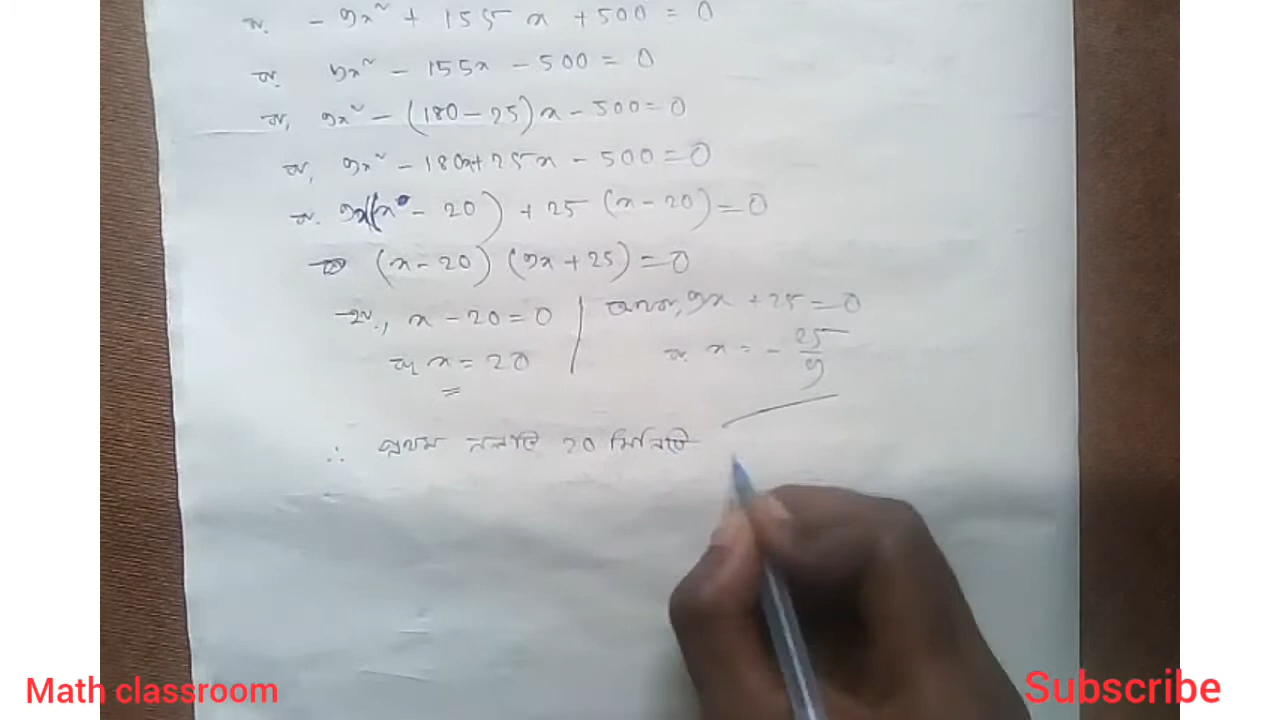 বা, - 9x² + 155x + 500 = 0
বা, 9x² - 155x - 500 = 0
বা, 9x² - (180 - 25)x - 500 = 0
বা, 9x² - 180x + 25x - 500 = 0
বা, 9x(x - 20) + 25 (x - 20) = 0
বা (x - 20) (9x + 25) = 0
হয়, x - 20 = 0 | অথবা, 9x + 25 = 0
বা, x = 20 | বা, x = - 25/9
∴ প্রথম নলটি 20 মিনিটে
Math classroom
Subscribe